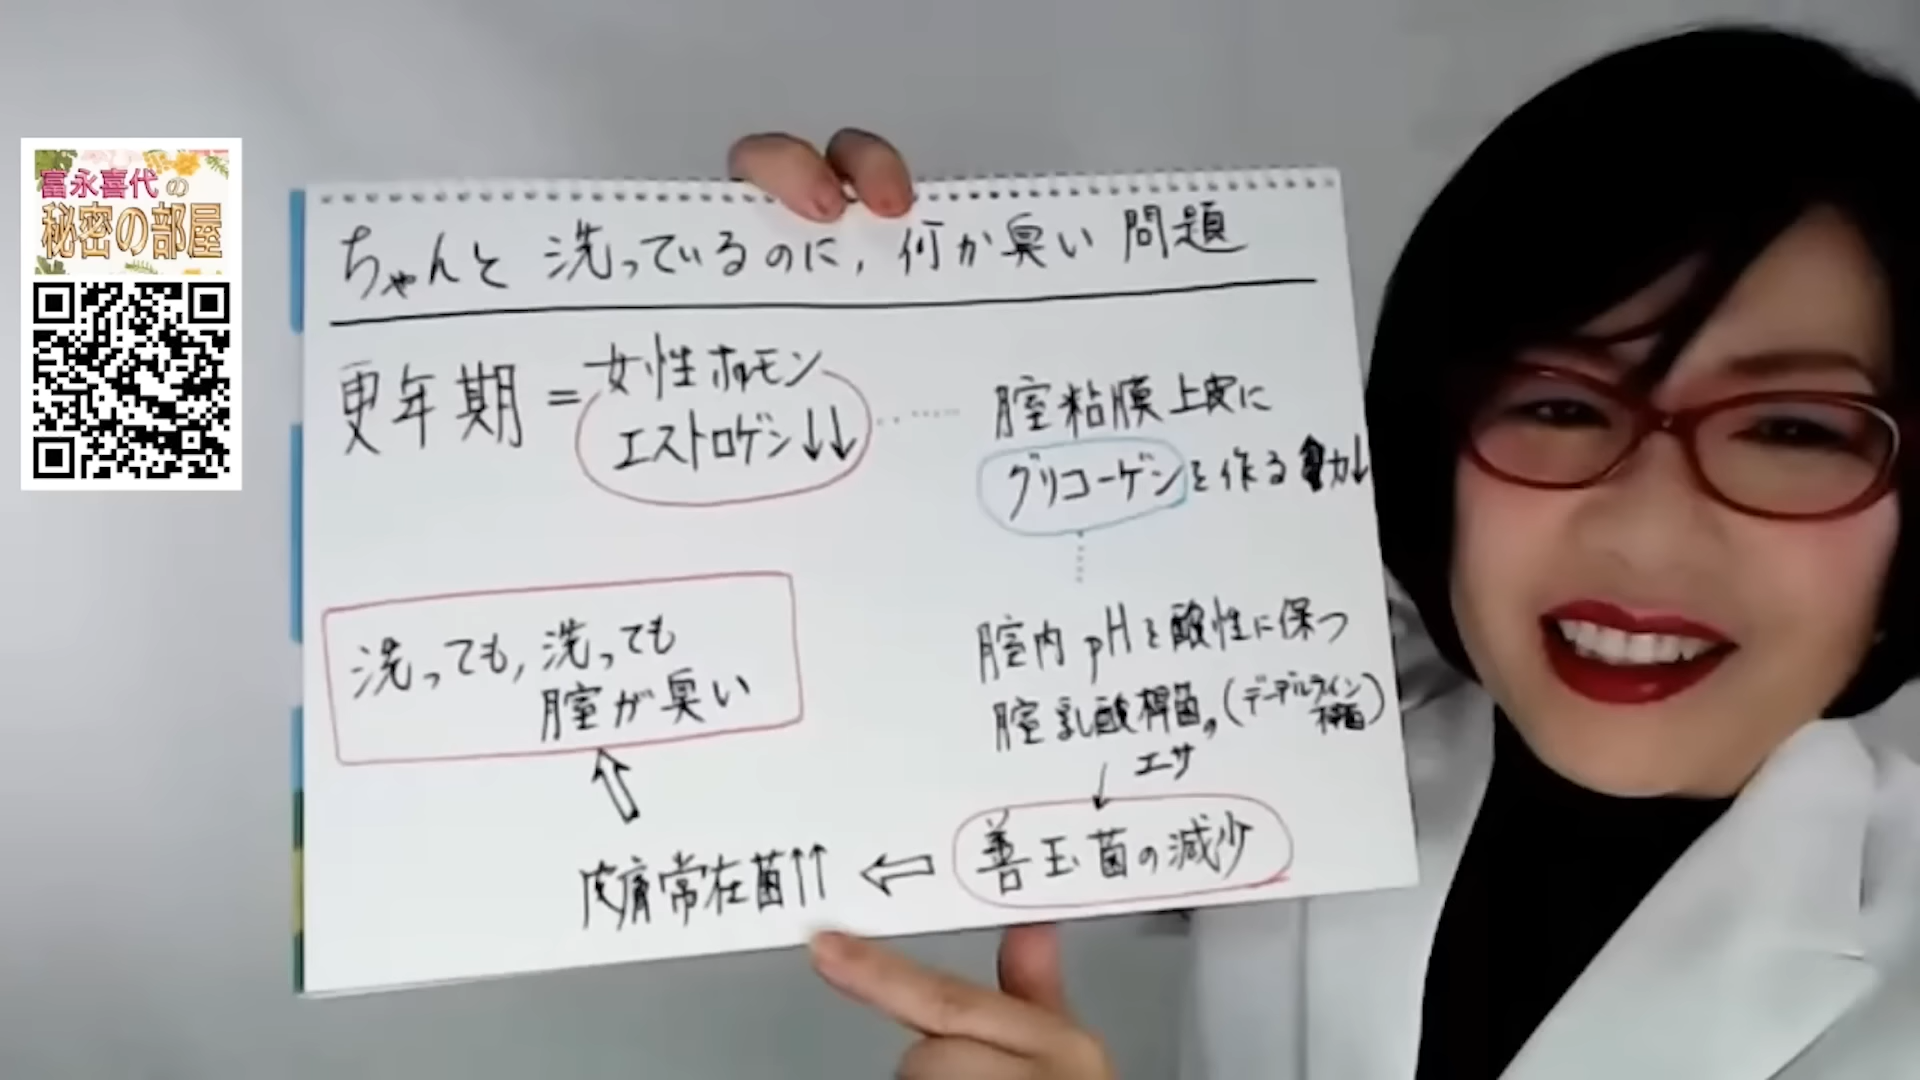 富永喜代の
秘密の部屋
ちゃんと洗っているのに,何か臭い問題
更年期=女性ホルモン
エストロゲン↓↓
膣粘膜上皮に
グリコーゲンを作る力↓
膣内pHを酸性に保つ
膣乳酸桿菌,(デーデルライン
桿菌)
エサ
↓
善玉菌の減少
⇐
皮膚常在菌↑↑
⇑
洗っても,洗っても
膣が臭い